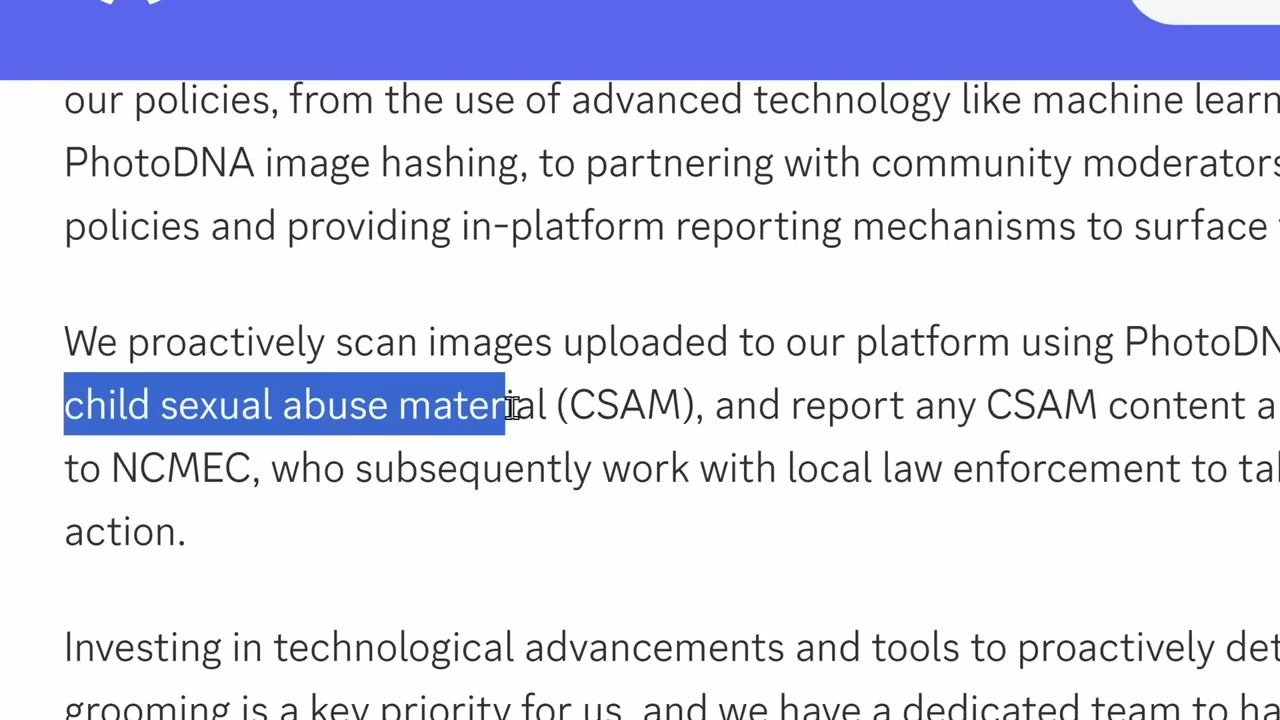 our policies, from the use of advanced technology like machine learn
PhotoDNA image hashing, to partnering with community moderators
policies and providing in-platform reporting mechanisms to surface
We proactively scan images uploaded to our platform using PhotoDN
child sexual abuse material (CSAM), and report any CSAM content a
to NCMEC, who subsequently work with local law enforcement to ta
action.
Investing in technological advancements and tools to proactively det
grooming is a key priority for us, and we have a dedicated team to ha